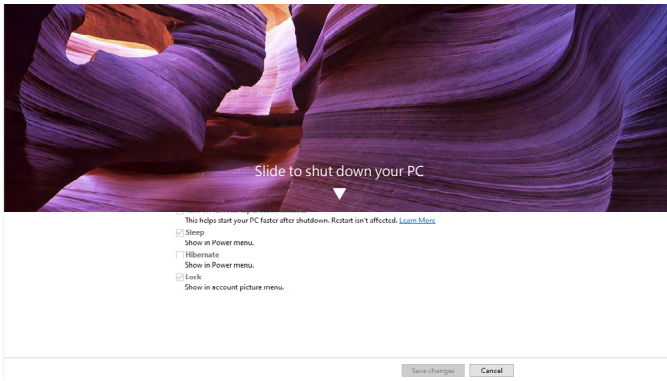 Slide to shut down your PC
This helps start your PC faster after shutdown. Restart isn't affected. Learn More
Sleep
Show in Power menu.
Hibernate
Show in Power menu.
Lock
Show in account picture menu.
Save changes Cancel